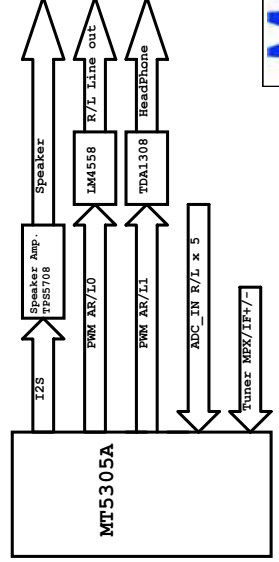 MT5305A
I2S
Speaker Amp.
TPS5708
Speaker
PWM AR/L0
LM4558
R/L Line out
PWM AR/L1
TDA1308
HeadPhone
ADC_IN R/L x 5
Tuner MPX/IF+/-